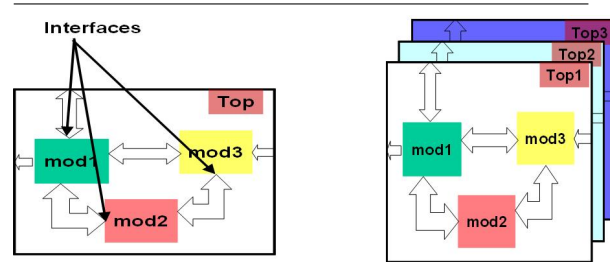 Interfaces
Top
mod1
mod3
mod2
Top3
Top2
Top1
mod1
mod3
mod2